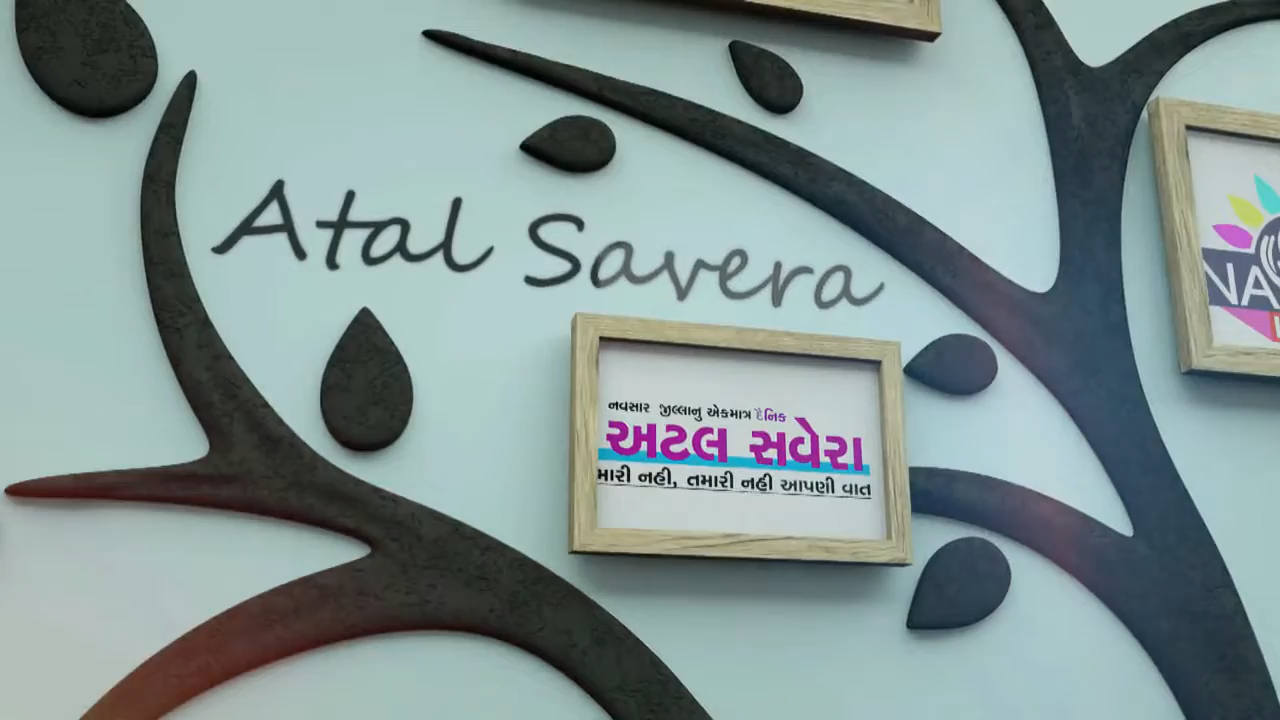 Atal Savera
નવસાર જીલ્લાનુ એકમાત્ર દૈનિક
અટલ સવેરા
મારી નહી, તમારી નહી આપણી વાત